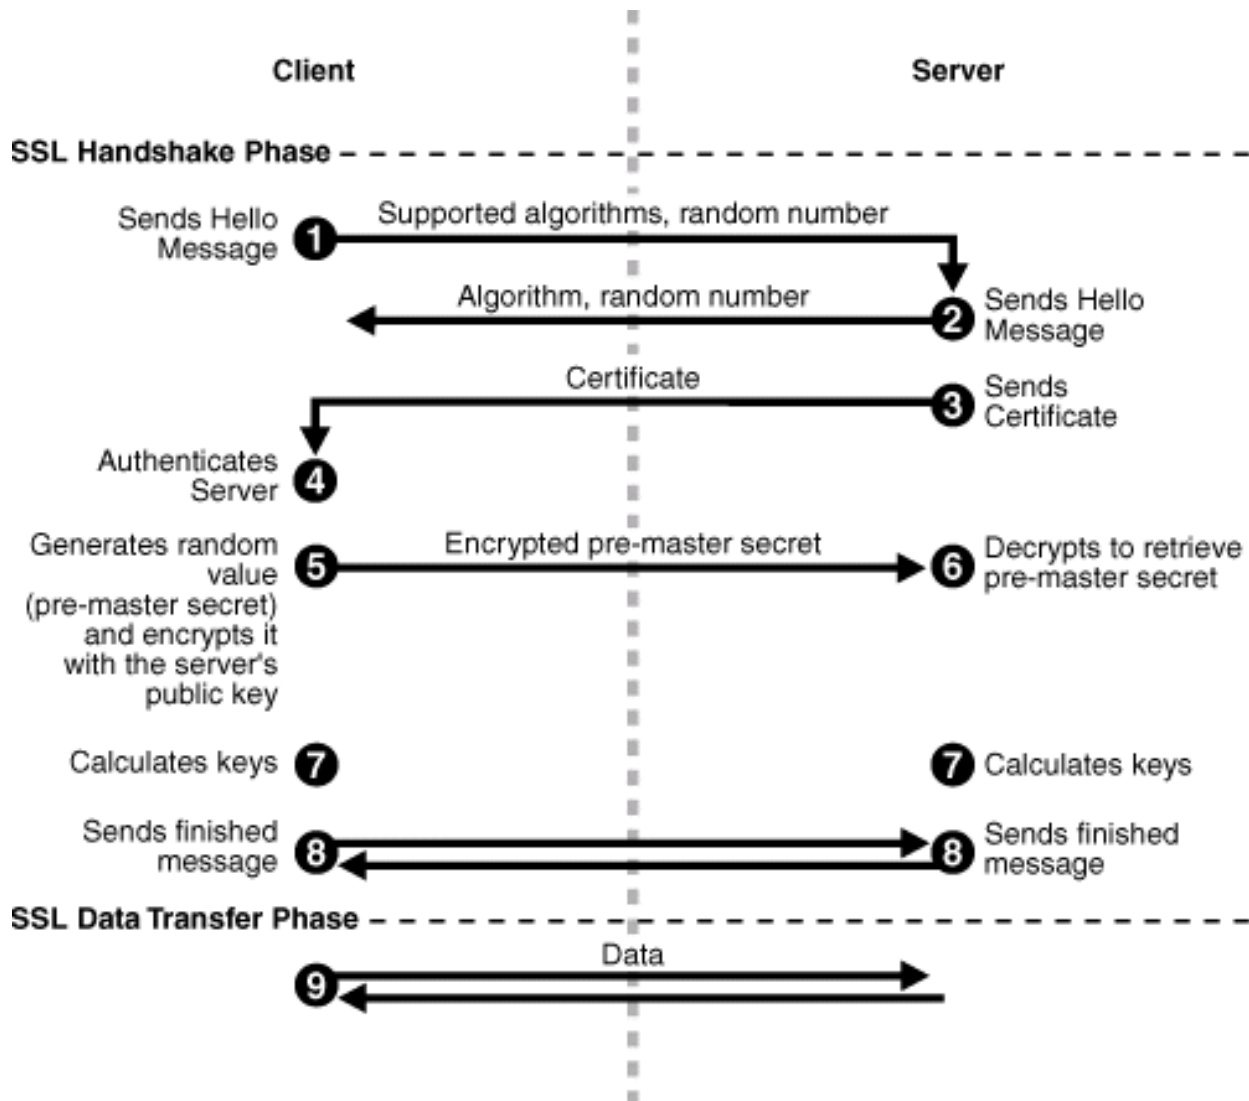 Client
Server
SSL Handshake Phase
Sends Hello
Message
1
Supported algorithms, random number
Algorithm, random number
2
Sends Hello
Message
Certificate
3
Sends
Certificate
Authenticates
Server
4
Generates random
value
(pre-master secret)
and encrypts it
with the server's
public key
5
Encrypted pre-master secret
6
Decrypts to retrieve
pre-master secret
Calculates keys
7
7
Calculates keys
Sends finished
message
8
8
Sends finished
message
SSL Data Transfer Phase
Data
9